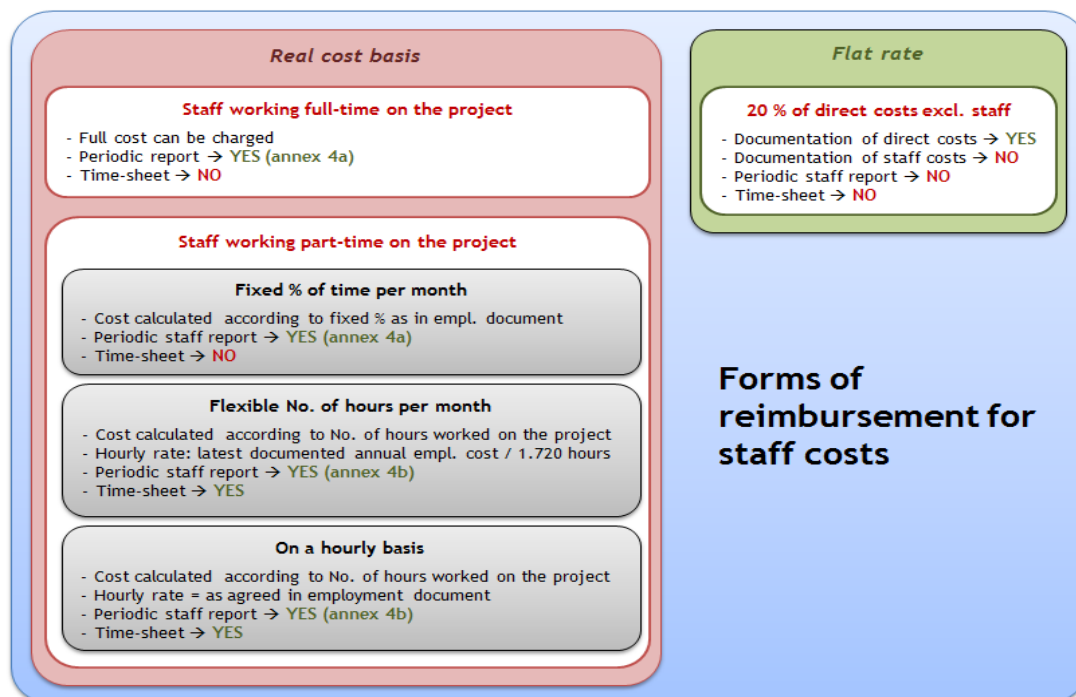 Real cost basis
Staff working full-time on the project
- Full cost can be charged
- Periodic report → YES (annex 4a)
- Time-sheet → NO
Staff working part-time on the project
Fixed % of time per month
- Cost calculated according to fixed % as in empl. document
- Periodic staff report → YES (annex 4a)
- Time-sheet → NO
Flexible No. of hours per month
- Cost calculated according to No. of hours worked on the project
- Hourly rate: latest documented annual empl. cost / 1.720 hours
- Periodic staff report → YES (annex 4b)
- Time-sheet → YES
On a hourly basis
- Cost calculated according to No. of hours worked on the project
- Hourly rate = as agreed in employment document
- Periodic staff report → YES (annex 4b)
- Time-sheet → YES
Flat rate
20 % of direct costs excl. staff
- Documentation of direct costs → YES
- Documentation of staff costs → NO
- Periodic staff report → NO
- Time-sheet → NO
Forms of
reimbursement for
staff costs